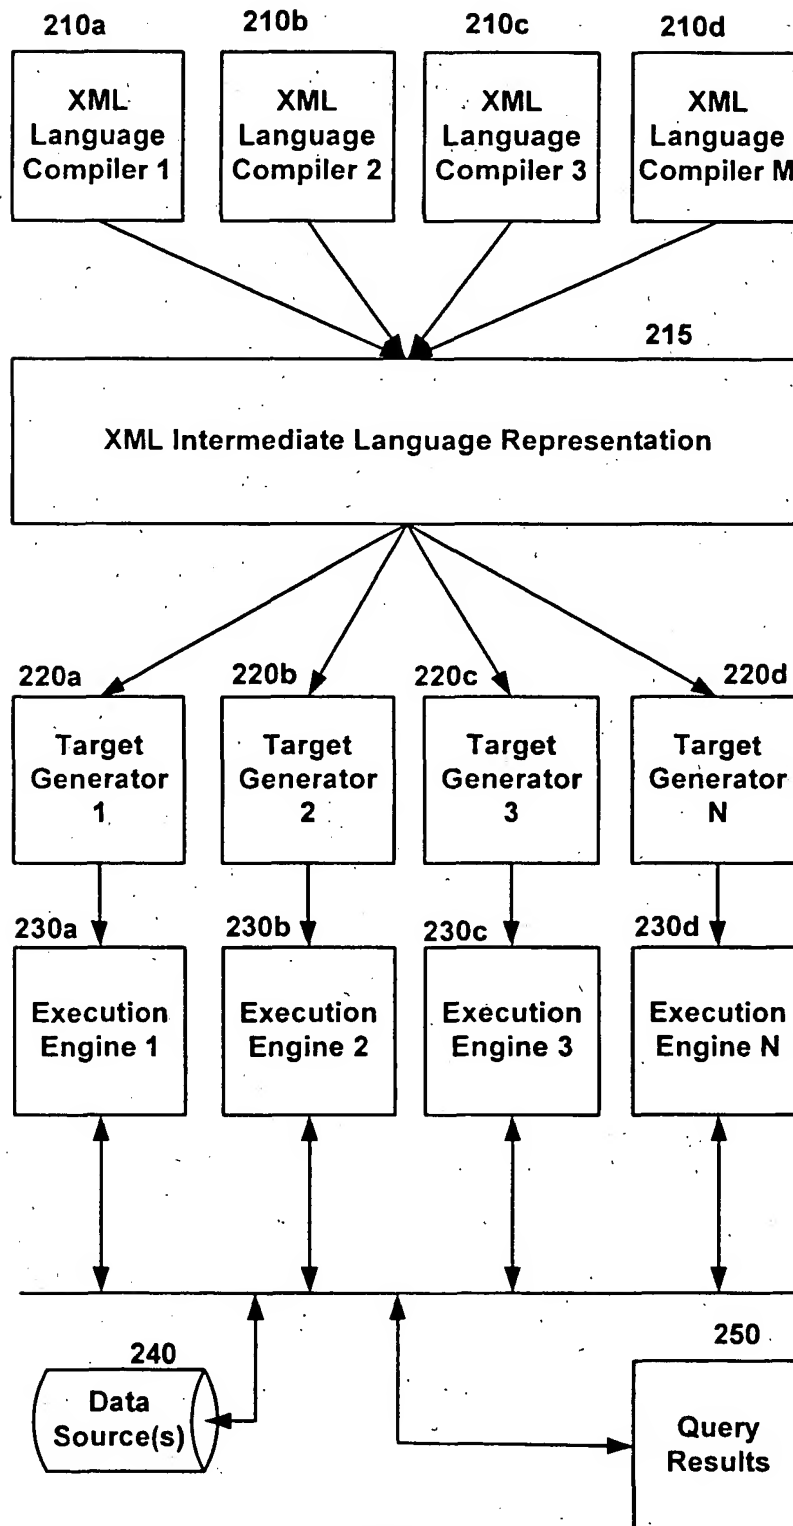 210a
210b
210c
210d
XML
Language
Compiler 1
XML
Language
Compiler 2
XML
Language
Compiler 3
XML
Language
Compiler M
215
XML Intermediate Language Representation
220a
220b
220c
220d
Target
Generator
1
Target
Generator
2
Target
Generator
3
Target
Generator
N
230a
230b
230c
230d
Execution
Engine 1
Execution
Engine 2
Execution
Engine 3
Execution
Engine N
240
Data
Source(s)
250
Query
Results